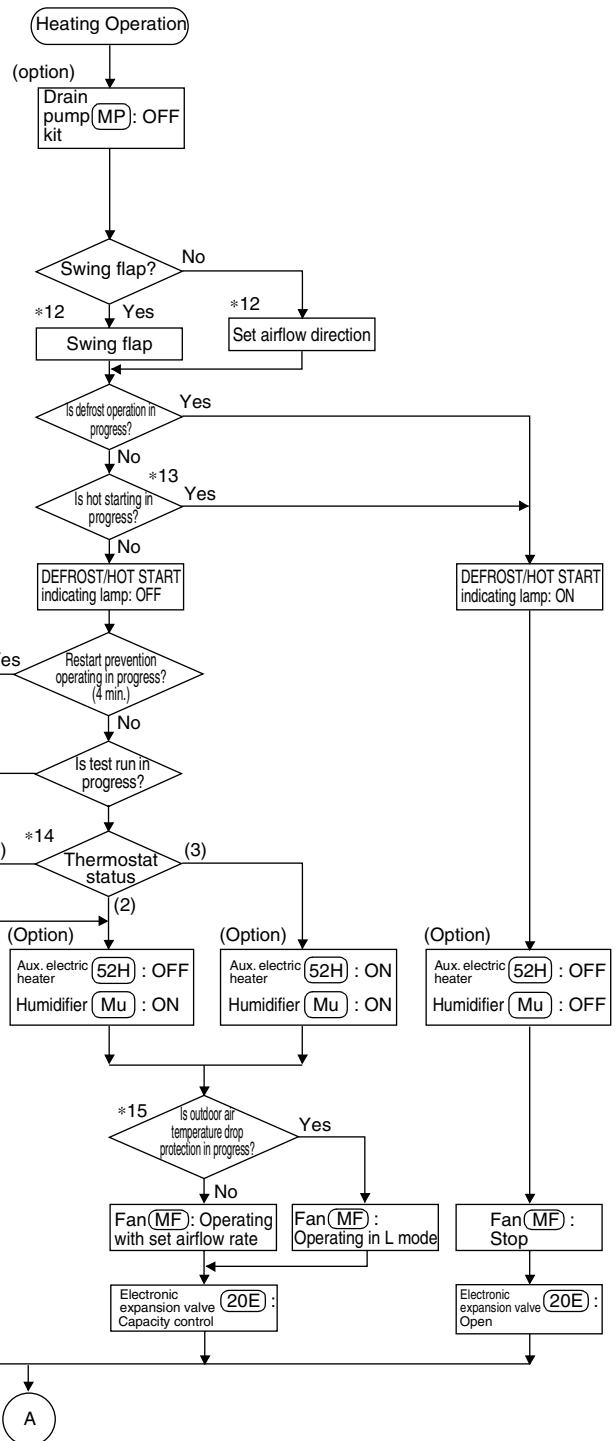 Heating Operation
(option)
Drain
pump MP : OFF
kit
Swing flap?
No
*12
Yes
*12
Swing flap
Set airflow direction
Is defrost operation in
progress?
Yes
No
*13
Is hot starting in
progress?
Yes
No
DEFROST/HOT START
indicating lamp: OFF
DEFROST/HOT START
indicating lamp: ON
Restart prevention
operating in progress?
(4 min.)
No
Is test run in
progress?
*14
Thermostat
status
(3)
(2)
(Option)
Aux. electric
heater 52H : OFF
Humidifier Mu : ON
(Option)
Aux. electric
heater 52H : ON
Humidifier Mu : ON
(Option)
Aux. electric
heater 52H : OFF
Humidifier Mu : OFF
*15
Is outdoor air
temperature drop
protection in progress?
Yes
No
Fan MF : Operating
with set airflow rate
Fan MF :
Operating in L mode
Fan MF :
Stop
Electronic
expansion valve 20E :
Capacity control
Electronic
expansion valve 20E :
Open
A